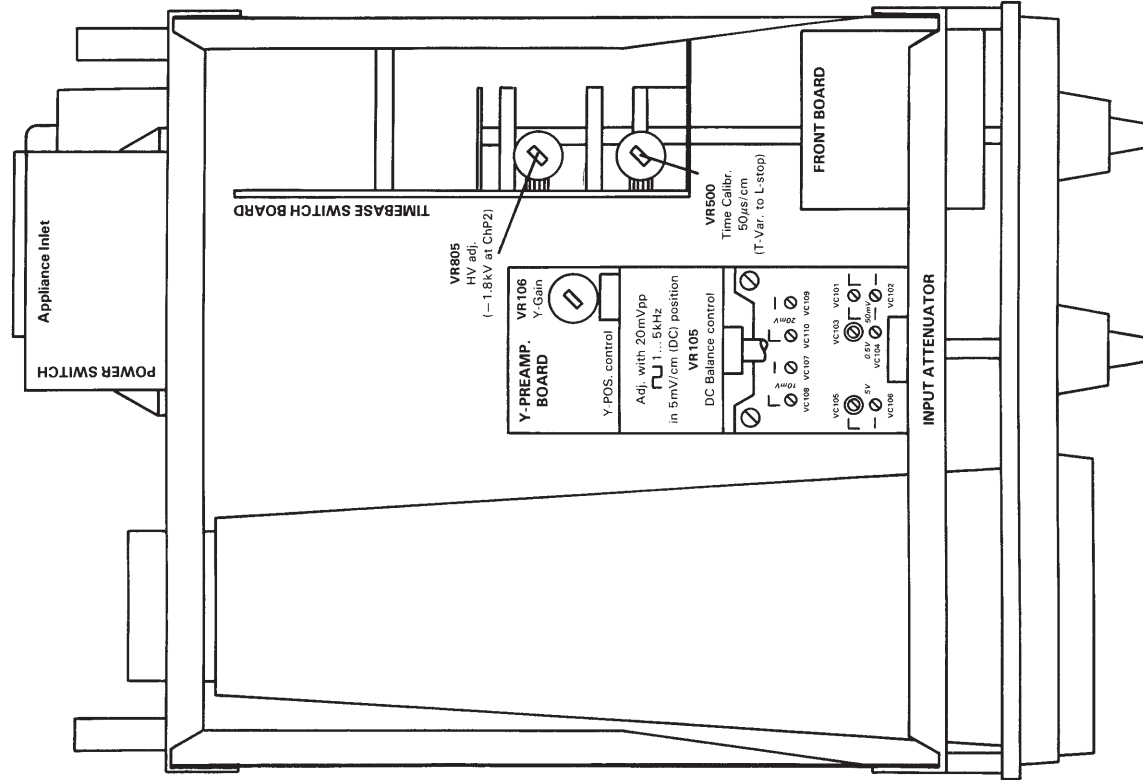 POWER SWITCH
Appliance Inlet
TIMEBASE SWITCH BOARD
VR805
HV adj.
(−1.8kV at ChP2)
VR500
Time Calibr.
50µs/cm
(T-Var. to L-stop)
FRONT BOARD
Y-PREAMP.
BOARD
VR106
Y-Gain
Y-POS. control
Adj. with 20mVpp
1...5kHz
in 5mV/cm (DC) position
VR105
DC Balance control
VC108
VC107
VC110
VC109
10mV
20mV
VC105
VC103
VC101
5V
0.5V
50mV
VC106
VC104
VC102
INPUT ATTENUATOR